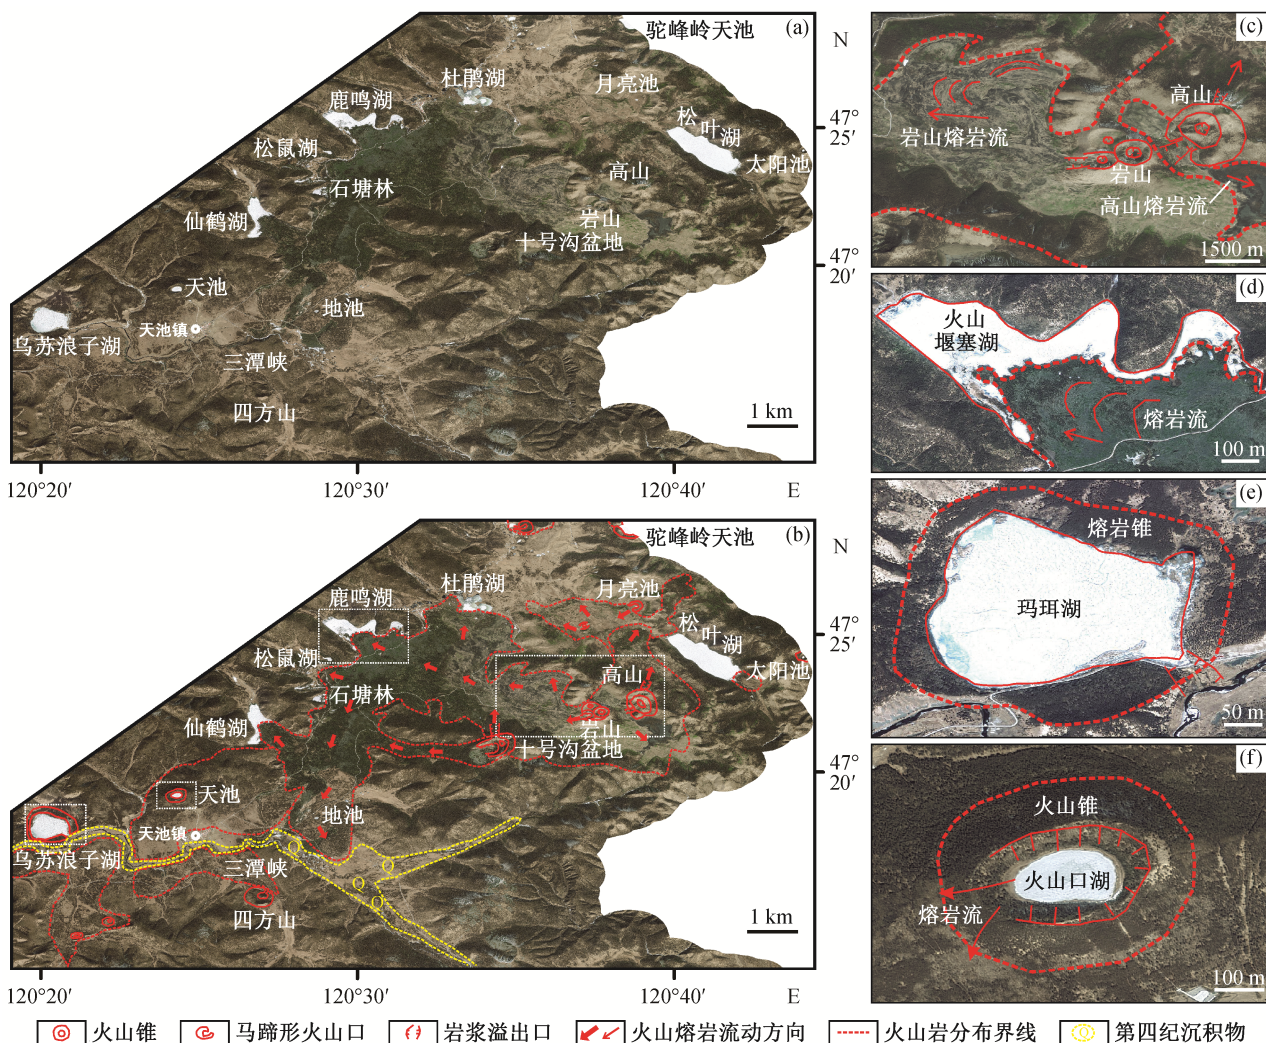 驼峰岭天池
(a)
N
杜鹃湖
月亮池
鹿鸣湖
松叶湖
47°
25′
松鼠湖
太阳池
石塘林
高山
仙鹤湖
岩山
十号沟盆地
47°
20′
天池
地池
天池镇
乌苏浪子湖
三潭峡
四方山
1 km
120°20′
120°30′
120°40′
E
(c)
高山
岩山熔岩流
岩山
高山熔岩流
1500 m
(d)
火山
堰塞湖
熔岩流
100 m
(e)
熔岩锥
玛珥湖
50 m
(f)
火山锥
火山口湖
熔岩流
100 m
驼峰岭天池
(b)
N
杜鹃湖
月亮池
鹿鸣湖
松叶湖
47°
25′
松鼠湖
太阳池
石塘林
高山
仙鹤湖
岩山
十号沟盆地
47°
20′
天池
地池
天池镇
Q
Q
Q
Q
乌苏浪子湖
三潭峡
四方山
1 km
120°20′
120°30′
120°40′
E
火山锥
马蹄形火山口
岩浆溢出口
火山熔岩流动方向
火山岩分布界线
Q
第四纪沉积物